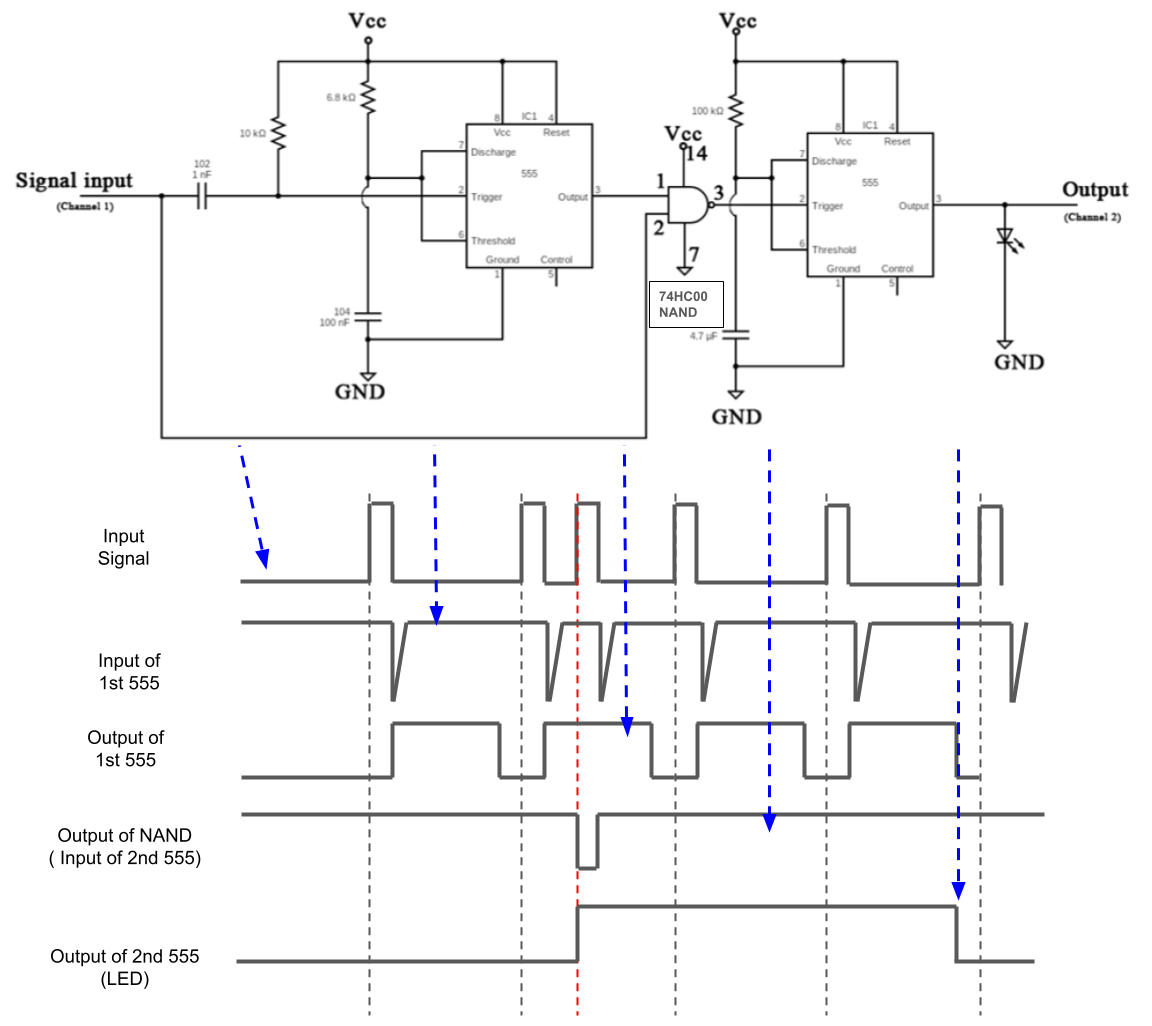 Vcc
Vcc
6.8 kΩ
10 kΩ
102
1 nF
Signal input
(Channel 1)
8
IC1
4
Vcc
Reset
7
Discharge
555
2
Trigger
Output
3
6
Threshold
Ground
Control
1
5
104
100 nF
GND
100 kΩ
Vcc
14
1
2
3
7
74HC00
NAND
8
IC1
4
Vcc
Reset
7
Discharge
555
2
Trigger
Output
3
6
Threshold
Ground
Control
1
5
4.7 µF
GND
Output
(Channel 2)
GND
Input
Signal
Input of
1st 555
Output of
1st 555
Output of NAND
( Input of 2nd 555)
Output of 2nd 555
(LED)